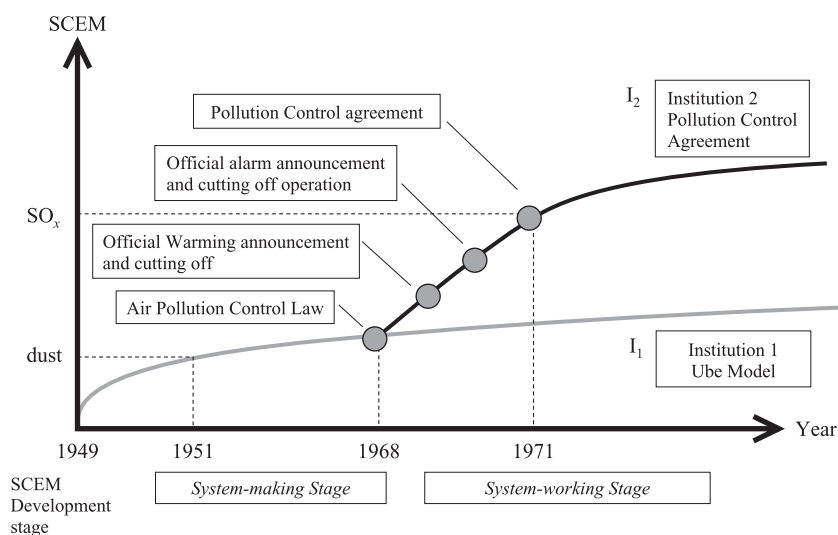 SCEM
Pollution Control agreement
I2
Institution 2
Pollution Control
Agreement
Official alarm announcement
and cutting off operation
SOx
Official Warming announcement
and cutting off
Air Pollution Control Law
dust
I1
Institution 1
Ube Model
Year
1949
1951
1968
1971
SCEM
Development
stage
System-making Stage
System-working Stage